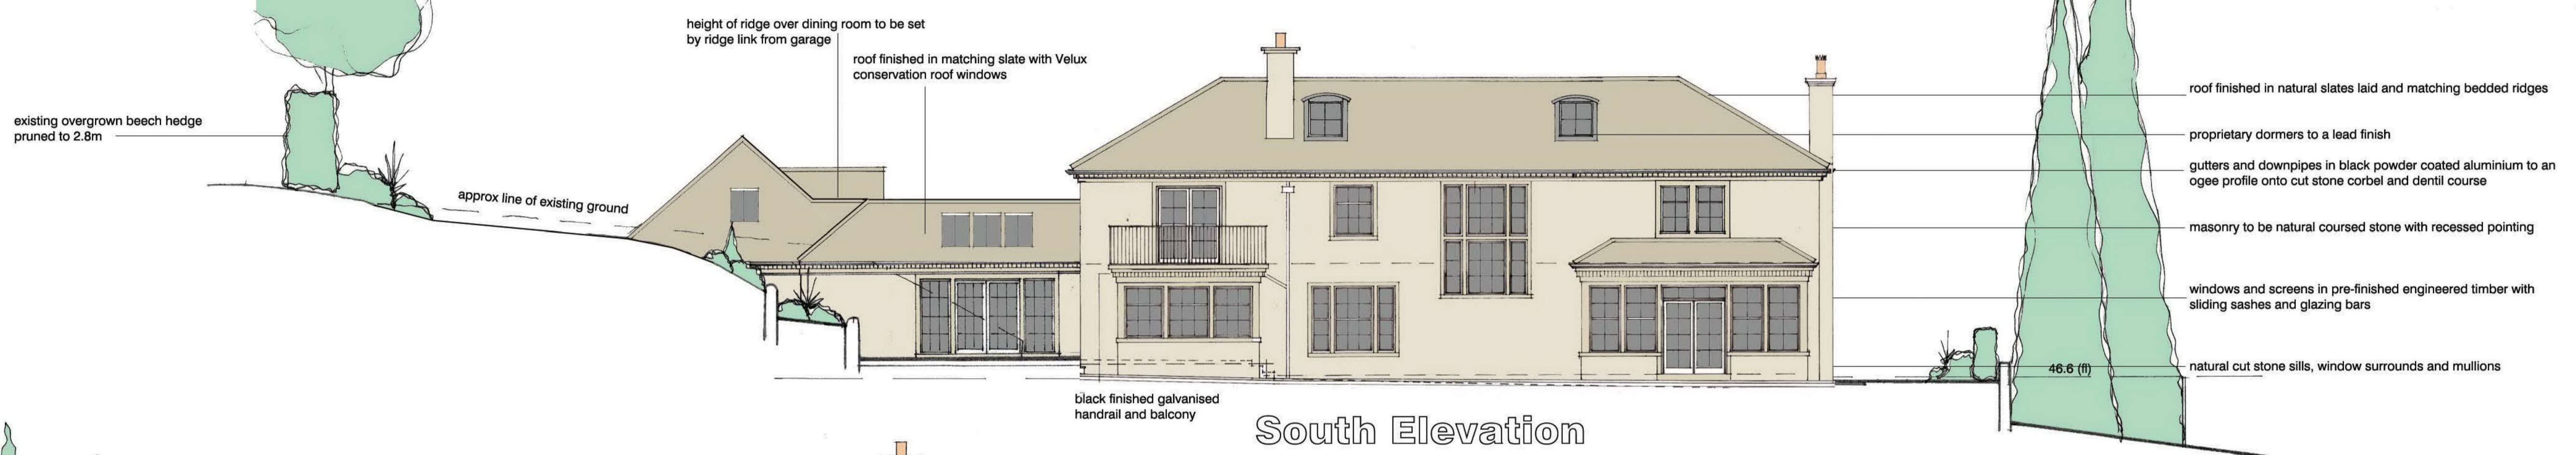 height of ridge over dining room to be set
by ridge link from garage
roof finished in matching slate with Velux
conservation roof windows
existing overgrown beech hedge
pruned to 2.8m
approx line of existing ground
roof finished in natural slates laid and matching bedded ridges
proprietary dormers to a lead finish
gutters and downpipes in black powder coated aluminium to an
ogee profile onto cut stone corbel and dentil course
masonry to be natural coursed stone with recessed pointing
windows and screens in pre-finished engineered timber with
sliding sashes and glazing bars
natural cut stone sills, window surrounds and mullions
46.6 (fl)
black finished galvanised
handrail and balcony
South Elevation